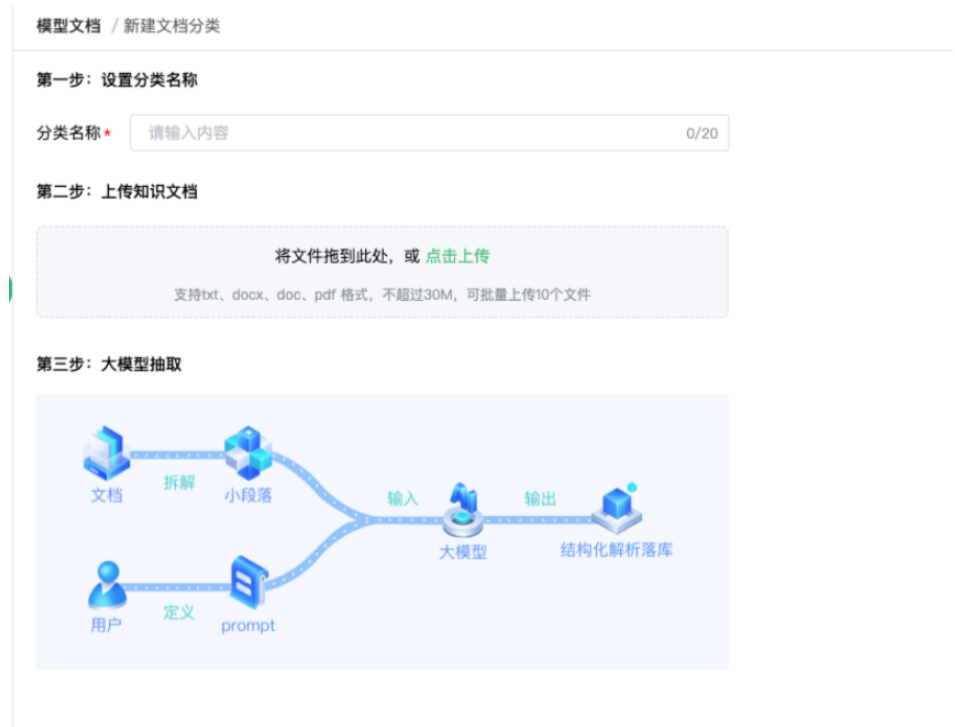 模型文档 / 新建文档分类
第一步：设置分类名称
分类名称* 请输入内容 0/20
第二步：上传知识文档
将文件拖到此处，或 点击上传
支持txt、docx、doc、pdf 格式，不超过30M，可批量上传10个文件
第三步：大模型抽取
拆解
文档 小段落
输入 输出
大模型 结构化解析落库
定义
用户 prompt